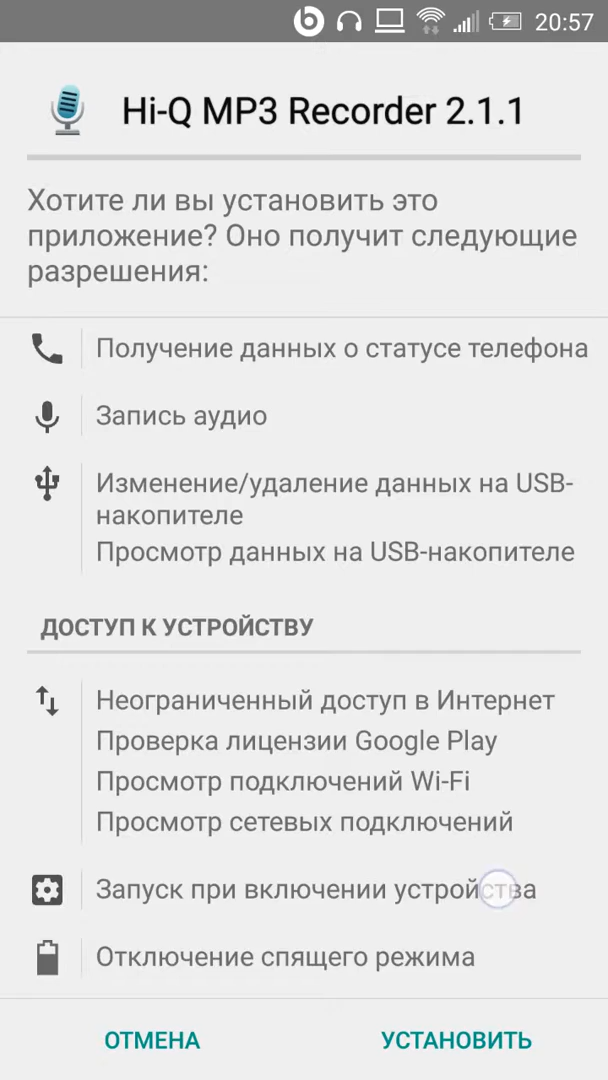 20:57
Hi-Q MP3 Recorder 2.1.1
Хотите ли вы установить это
приложение? Оно получит следующие
разрешения:
Получение данных о статусе телефона
Запись аудио
Изменение/удаление данных на USB-
накопителе
Просмотр данных на USB-накопителе
ДОСТУП К УСТРОЙСТВУ
Неограниченный доступ в Интернет
Проверка лицензии Google Play
Просмотр подключений Wi-Fi
Просмотр сетевых подключений
Запуск при включении устройства
Отключение спящего режима
ОТМЕНА
УСТАНОВИТЬ